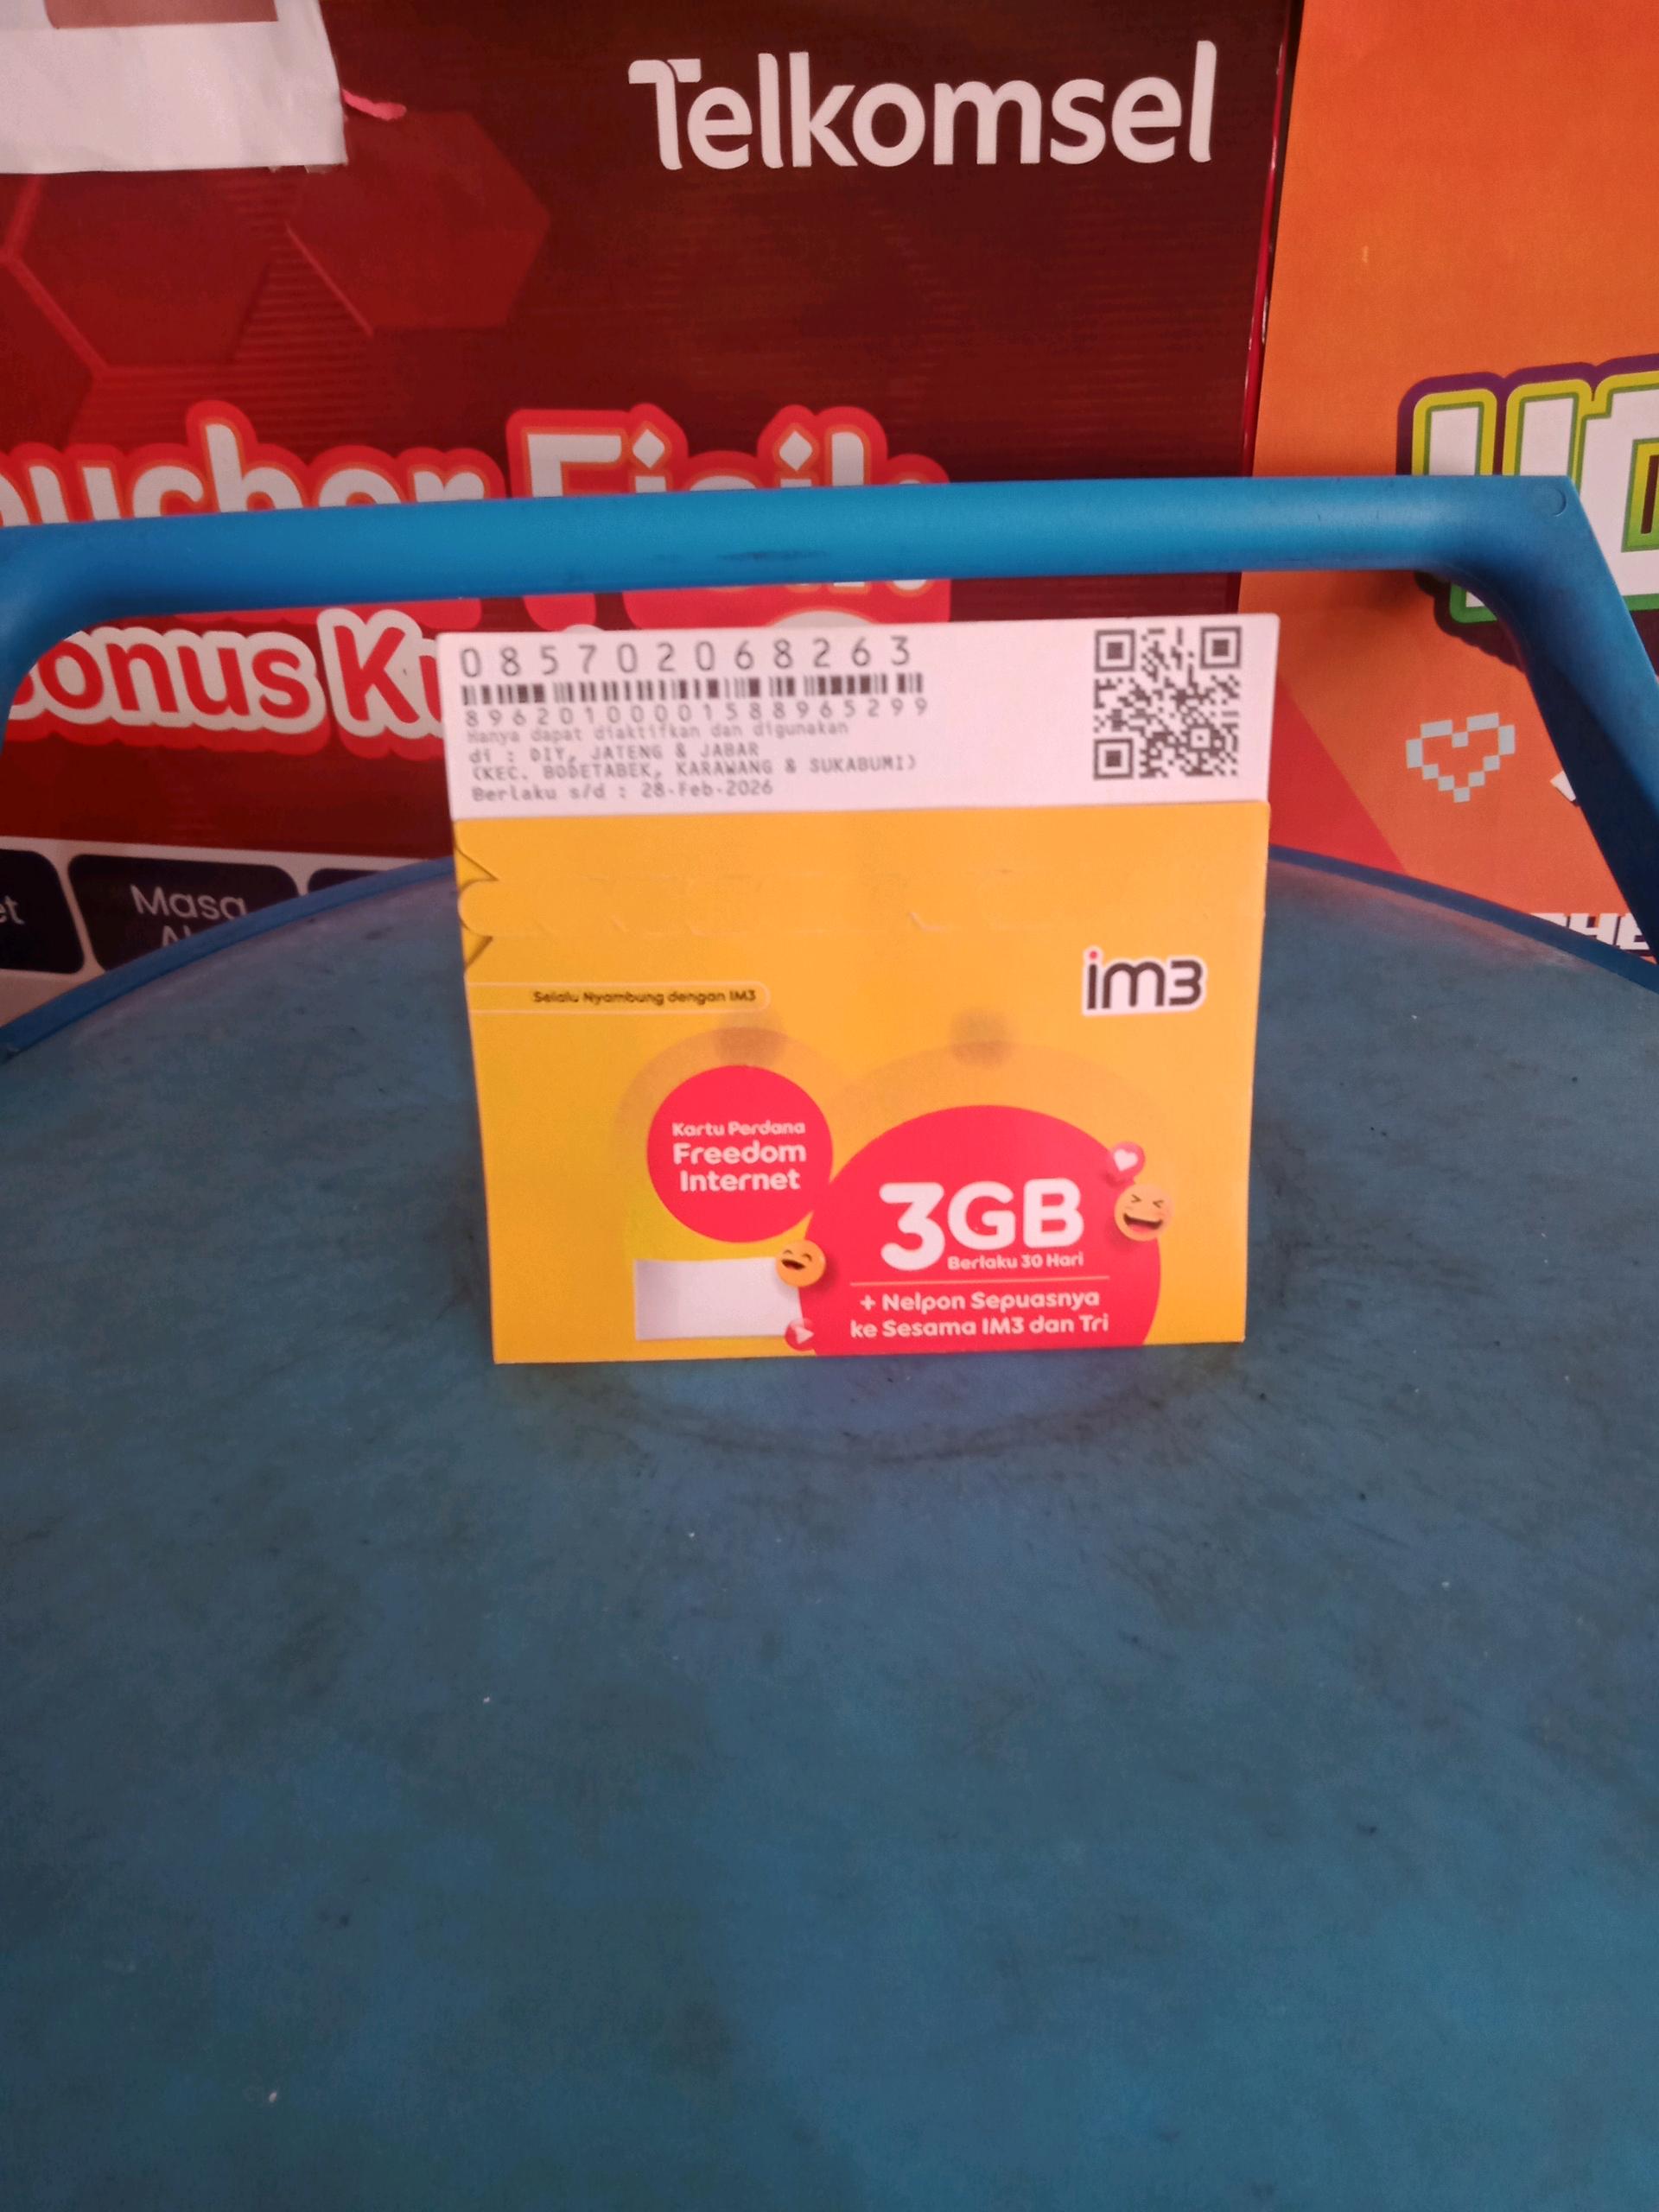 Telkomsel
Bonus
Masa
085702068263
89620100001588965299
Hanya dapat diaktifkan dan digunakan
di : DIY, JATENG & JABAR
(KEC. BODETABEK, KARAWANG & SUKABUMI)
Berlaku s/d : 28-Feb-2026
im3
Selalu Nyambung dengan IM3
Kartu Perdana
Freedom
Internet
3GB
Berlaku 30 Hari
+ Nelpon Sepuasnya
ke Sesama IM3 dan Tri